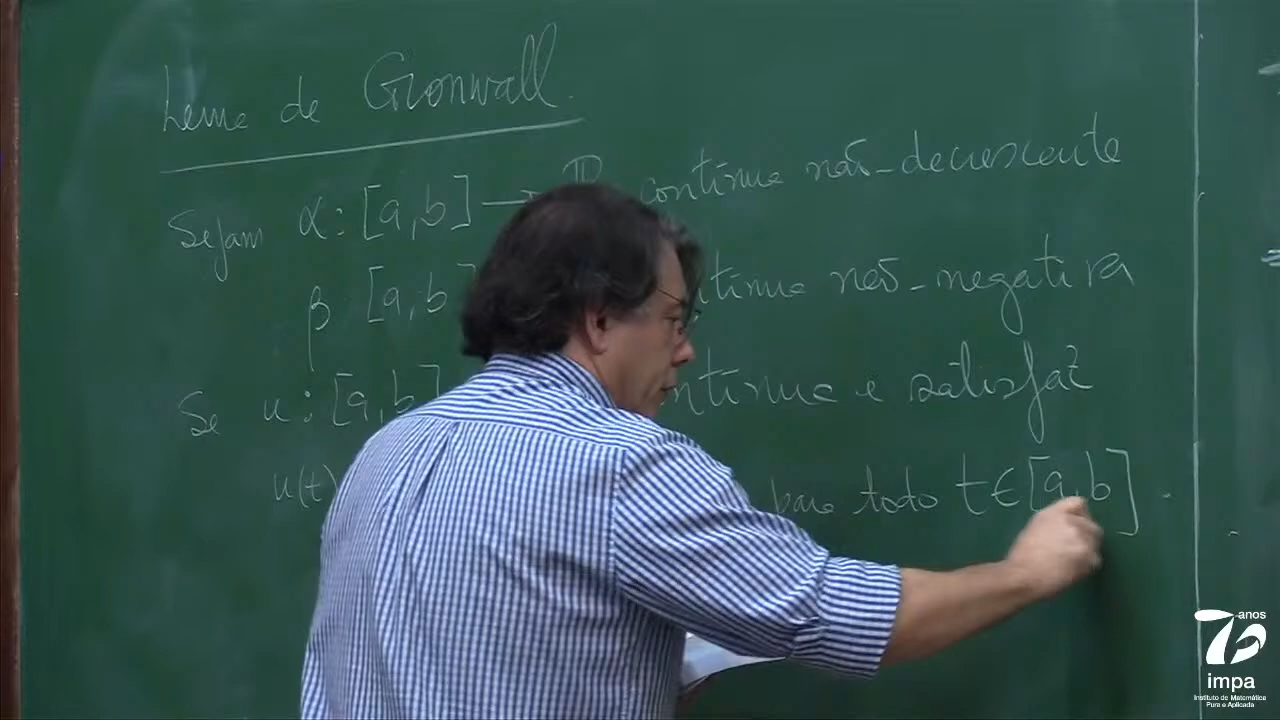 Lema de Gronwall.
Sejam α: [a,b] → R contínua não-decrescente
β [a,b contínua não-negativa
Se u: [a,b] contínua e satisfaz
u(t) para todo t∈[a,b].
70 anos
impa
Instituto de Matemática
Pura e Aplicada